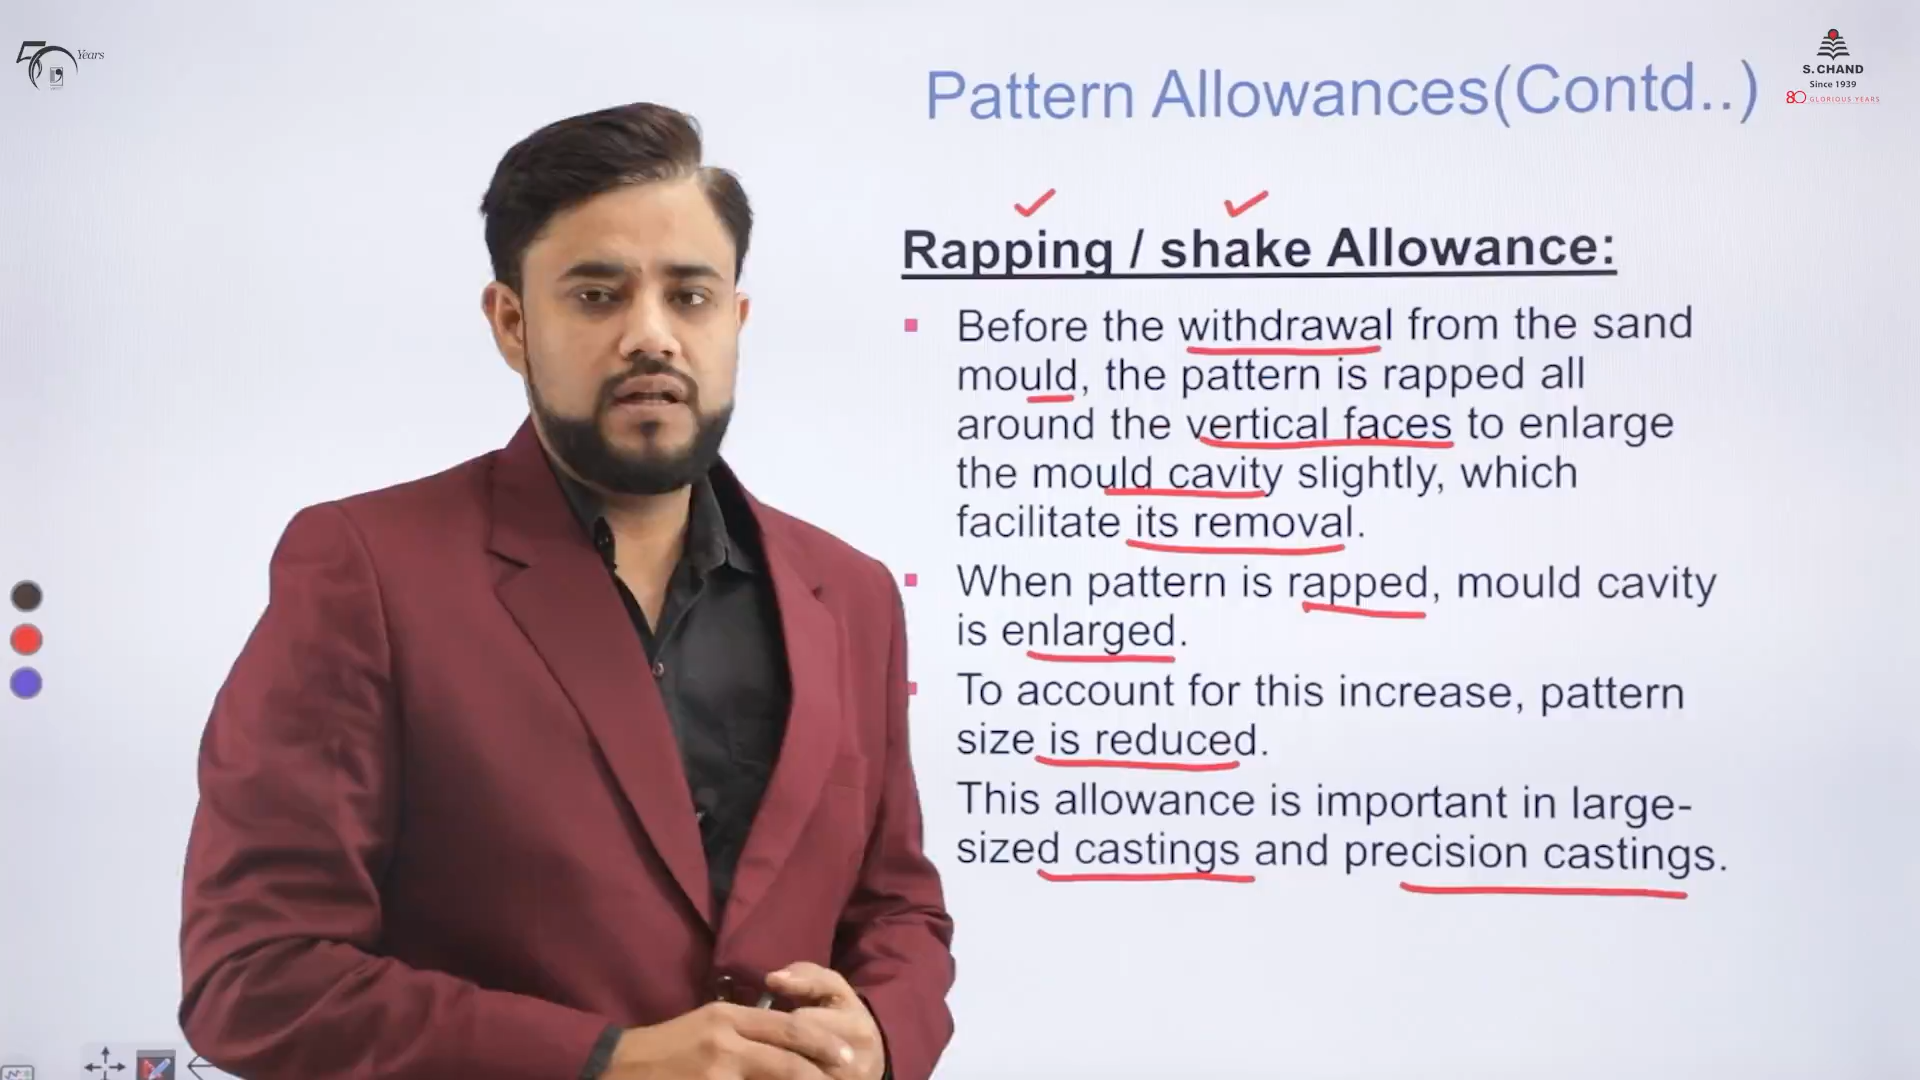 50 Years
S. CHAND
Since 1939
80 GLORIOUS YEARS
Pattern Allowances(Contd..)
Rapping / shake Allowance:
Before the withdrawal from the sand
mould, the pattern is rapped all
around the vertical faces to enlarge
the mould cavity slightly, which
facilitate its removal.
When pattern is rapped, mould cavity
is enlarged.
To account for this increase, pattern
size is reduced.
This allowance is important in large-
sized castings and precision castings.